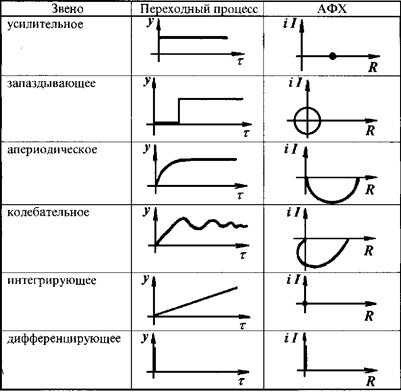 Звено Переходный процесс АФХ
усилительное y τ i I R
запаздывающее y τ i I R
апериодическое y τ i I R
колебательное y τ i I R
интегрирующее y τ i I R
дифференцирующее y τ i I R